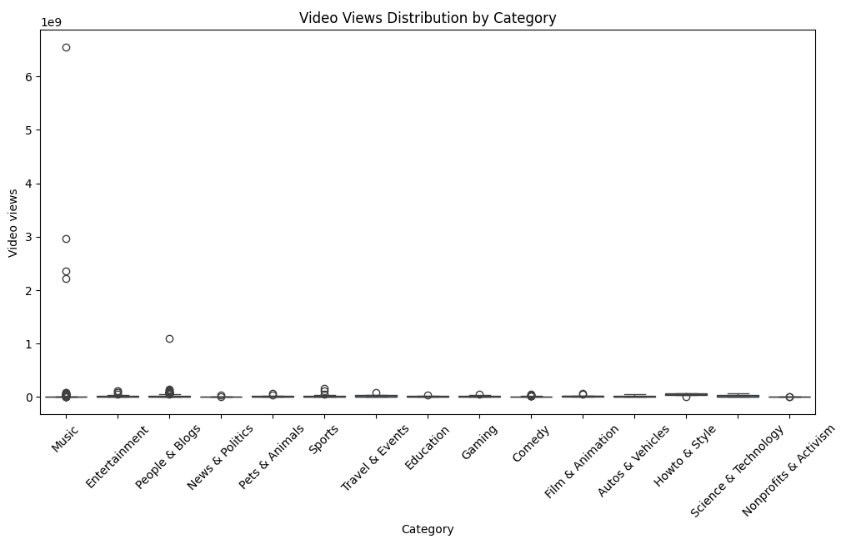 Video Views Distribution by Category
1e9
6
5
4
3
2
1
0
Video views
Music
Entertainment
People & Blogs
News & Politics
Pets & Animals
Sports
Travel & Events
Education
Gaming
Comedy
Film & Animation
Autos & Vehicles
Howto & Style
Science & Technology
Nonprofits & Activism
Category